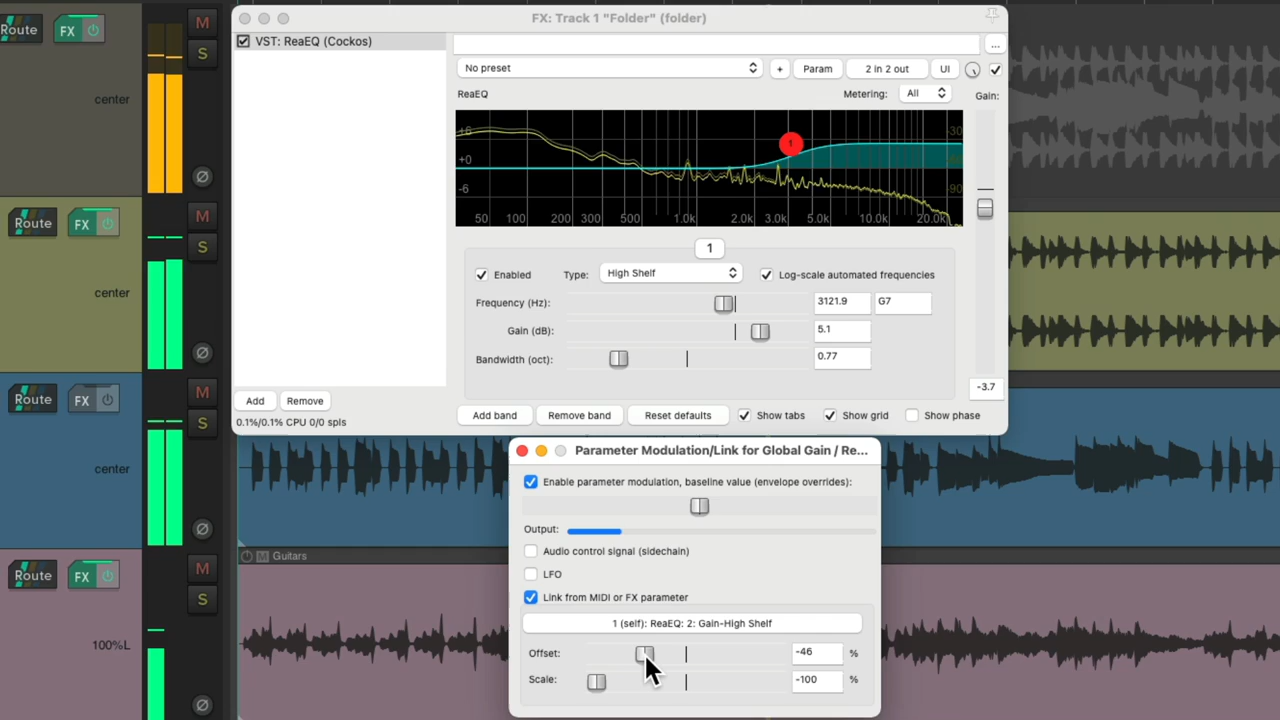 FX: Track 1 "Folder" (folder)
Route FX M
S
center
VST: ReaEQ (Cockos)
...
No preset + Param 2 in 2 out UI
ReaEQ Metering: All Gain:
+6 -30
+0
-6 -90
50 100 200 300 500 1.0k 2.0k 3.0k 5.0k 10.0k 20.0k
1
1
Enabled Type: High Shelf Log-scale automated frequencies
Frequency (Hz): 3121.9 G7
Gain (dB): 5.1
Bandwidth (oct): 0.77
-3.7
Add Remove
Add band Remove band Reset defaults Show tabs Show grid Show phase
0.1%/0.1% CPU 0/0 spls
Route FX M
S
center
Route FX M
S
center
Route FX M
S
100%L
M Guitars
Parameter Modulation/Link for Global Gain / Re...
Enable parameter modulation, baseline value (envelope overrides):
Output:
Audio control signal (sidechain)
LFO
Link from MIDI or FX parameter
1 (self): ReaEQ: 2: Gain-High Shelf
Offset: -46 %
Scale: -100 %